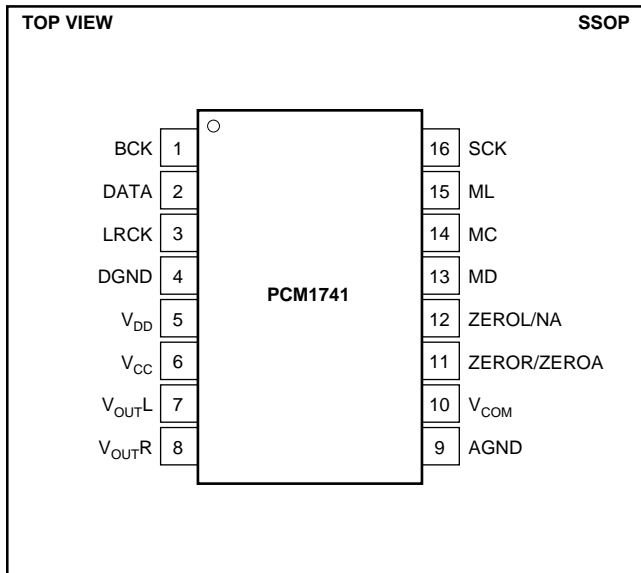 TOP VIEW SSOP
BCK 1 16 SCK
DATA 2 15 ML
LRCK 3 14 MC
DGND 4 13 MD
PCM1741
VDD 5 12 ZEROL/NA
VCC 6 11 ZEROR/ZEROA
VOUTL 7 10 VCOM
VOUTR 8 9 AGND